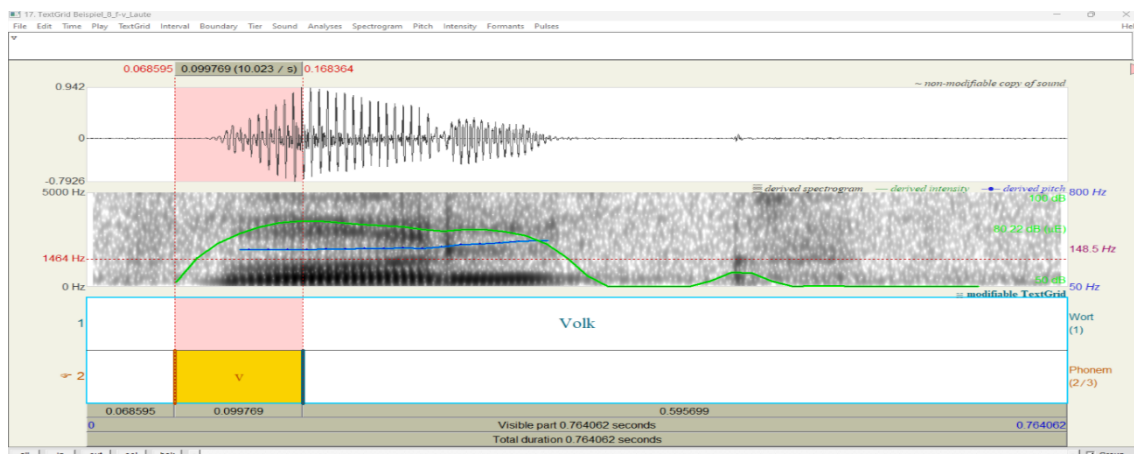 17. TextGrid Beispiel_8_f-v_Laute
File Edit Time Play TextGrid Interval Boundary Tier Sound Analyses Spectrogram Pitch Intensity Formants Pulses Hel
0.068595 0.099769 (10.023 / s) 0.168364
~ non-modifiable copy of sound
0.942
0
-0.7926
derived spectrogram derived intensity derived pitch
5000 Hz 800 Hz
100 dB
80.22 dB (µE)
1464 Hz 148.5 Hz
50 dB
0 Hz 50 Hz
modifiable TextGrid
1 Volk Wort (1)
2 v Phonem (2/3)
0.068595 0.099769 0.595699
0 Visible part 0.764062 seconds 0.764062
Total duration 0.764062 seconds